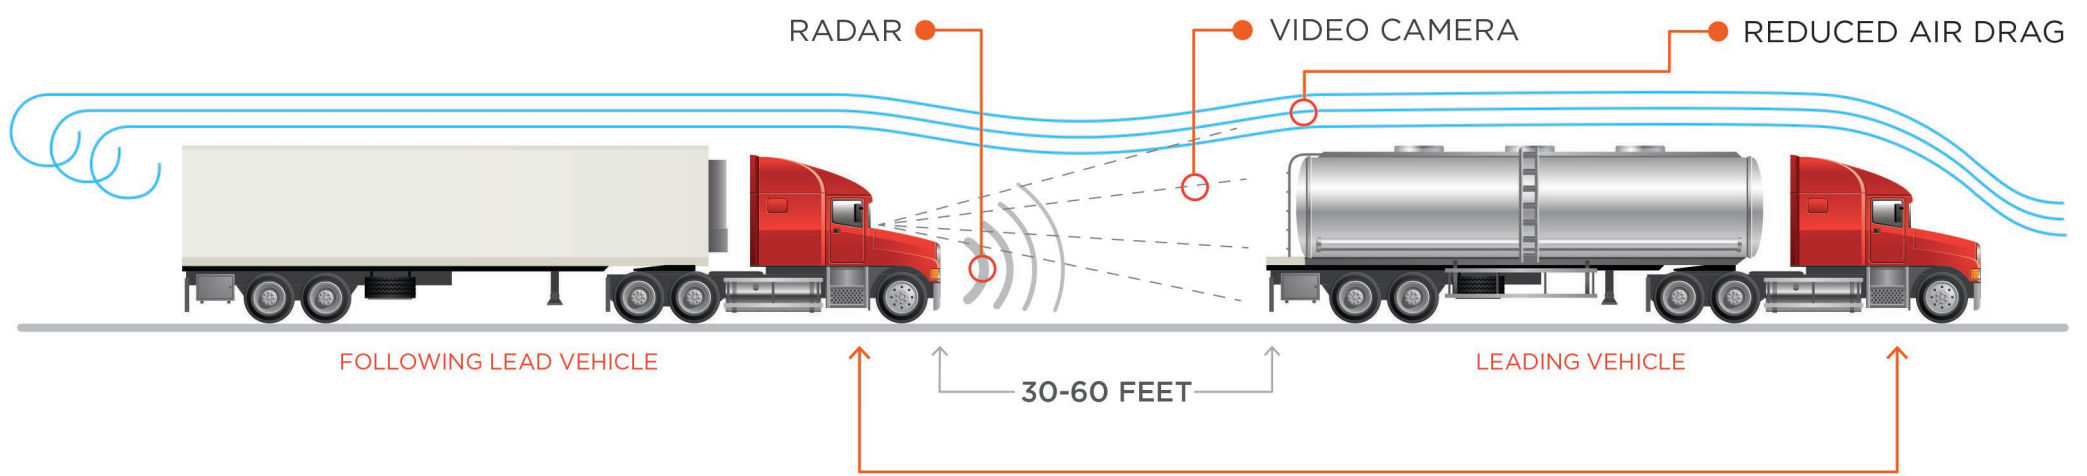 RADAR
VIDEO CAMERA
REDUCED AIR DRAG
FOLLOWING LEAD VEHICLE
LEADING VEHICLE
30-60 FEET